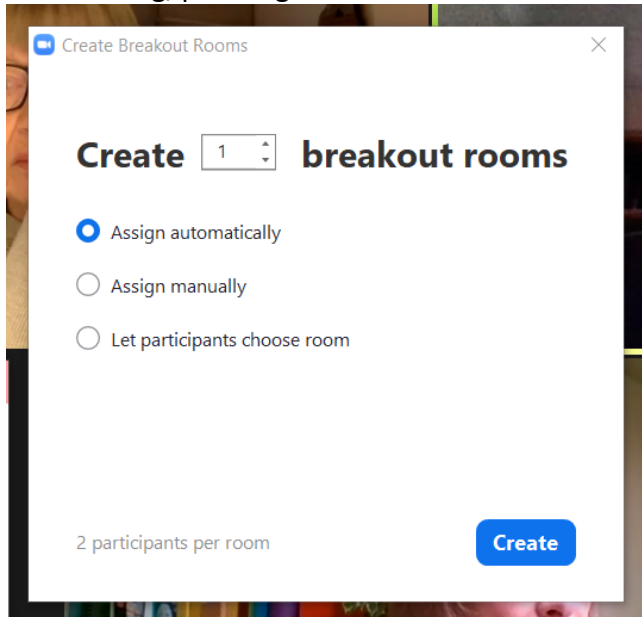 Create Breakout Rooms
Create 1 breakout rooms
Assign automatically
Assign manually
Let participants choose room
2 participants per room
Create